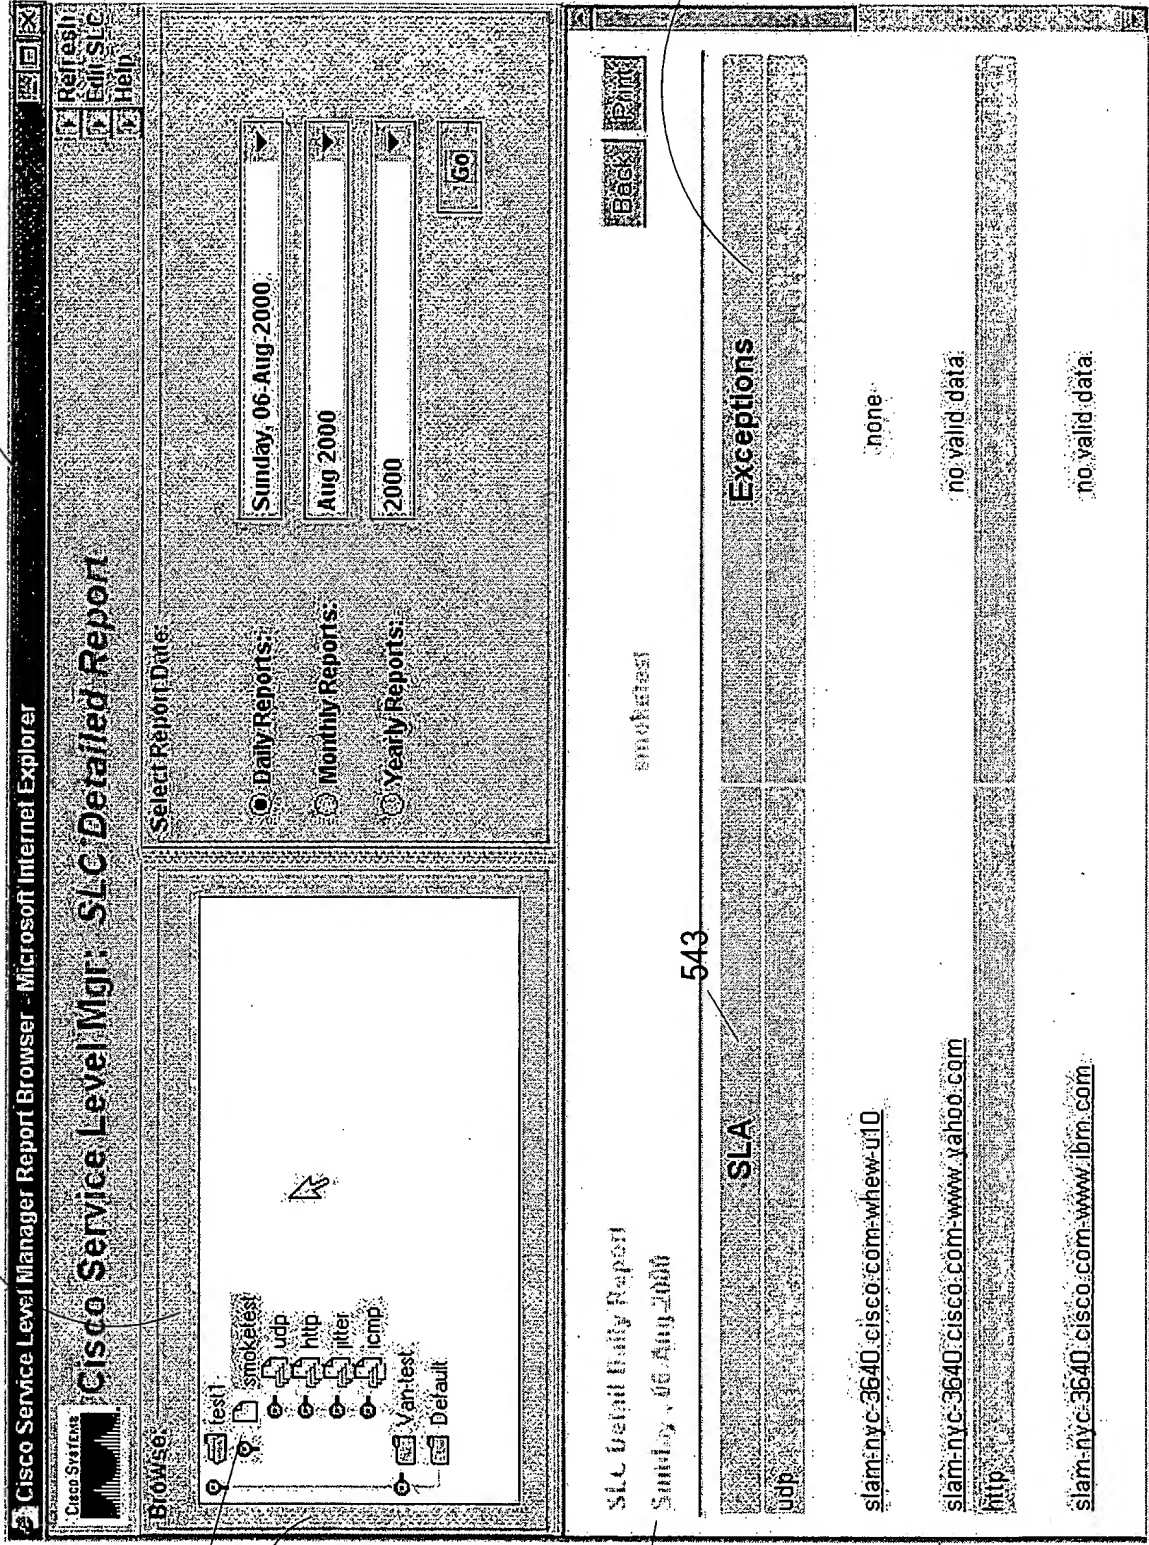 Cisco Service Level Manager Report Browser - Microsoft Internet Explorer
CISCO SYSTEMS
Cisco Service Level Mgr: SLC Detailed Report
Refresh
Edit SLC
Help
Browse
test1
smoketest
udp
http
jitter
icmp
Van-test
Default
Select Report Date:
Daily Reports:
Sunday, 06-Aug-2000
Monthly Reports:
Aug 2000
Yearly Reports:
2000
Go
Back Print
SLC Detail Daily Report
smoketest
Sunday, 06-Aug-2000
543
SLA Exceptions
udp
slam-nyc-3640.cisco.com-whew-u10 none
slam-nyc-3640.cisco.com-www.yahoo.com no valid data
http
slam-nyc-3640.cisco.com-www.ibm.com no valid data